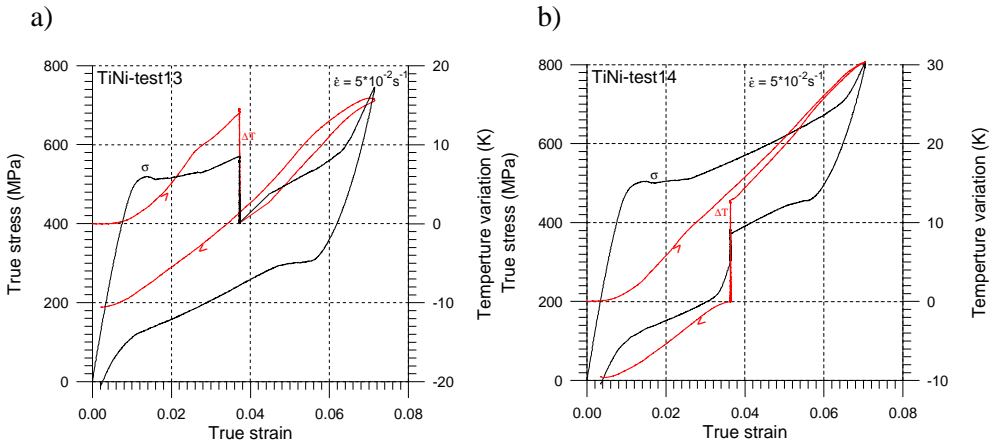 a)
TiNi-test13
ε̇ = 5*10⁻²s⁻¹
σ
ΔT
True stress (MPa)
800
600
400
200
0
Temperture variation (K)
20
10
0
-10
-20
0.00 0.02 0.04 0.06 0.08
True strain
b)
TiNi-test14
ε̇ = 5*10⁻²s⁻¹
σ
ΔT
True stress (MPa)
800
600
400
200
0
Temperture variation (K)
30
20
10
0
-10
0.00 0.02 0.04 0.06 0.08
True strain